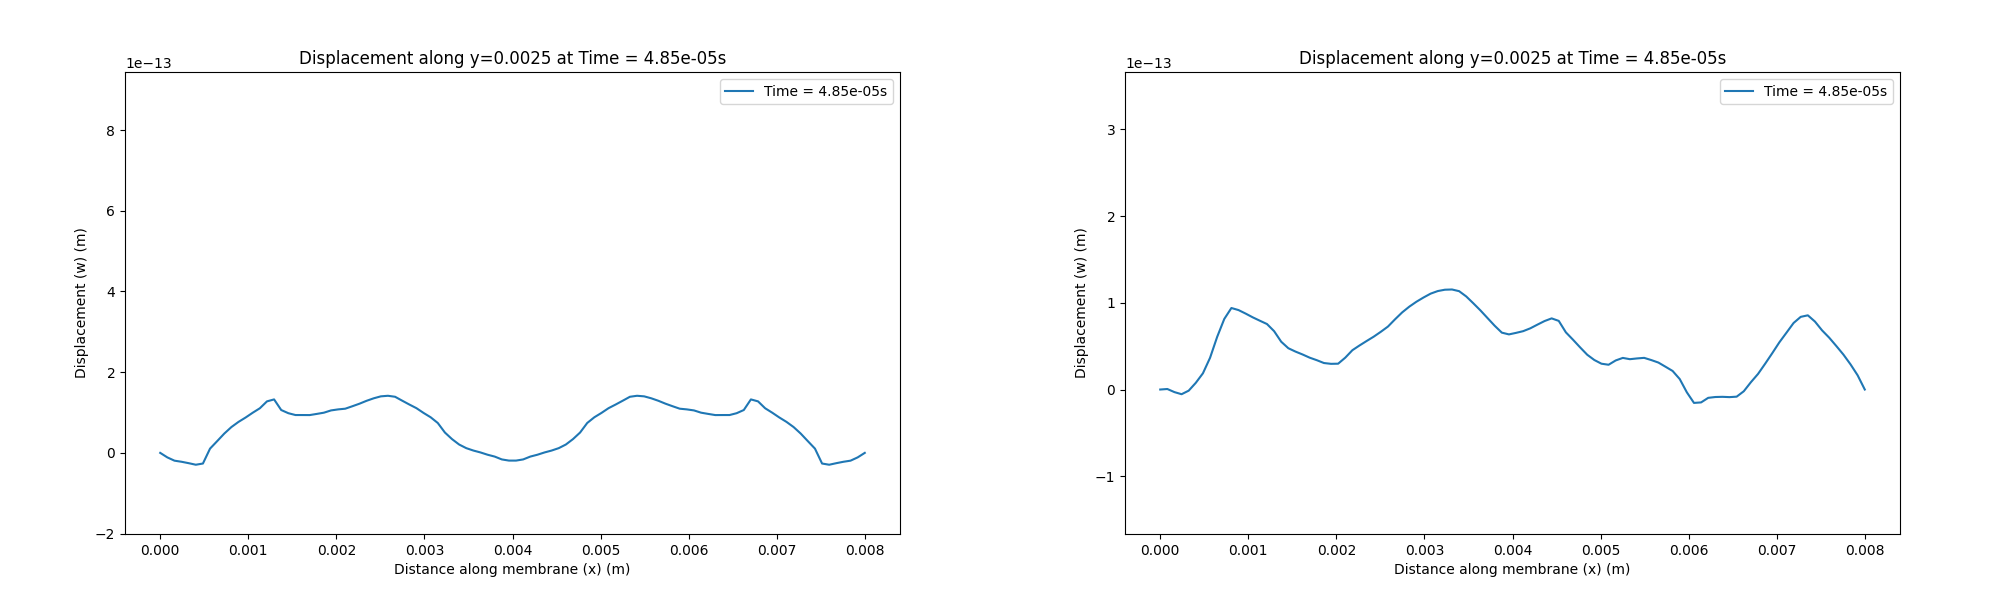 Displacement along y=0.0025 at Time = 4.85e-05s
1e−13
Time = 4.85e-05s
8
6
4
2
0
−2
Displacement (w) (m)
0.000 0.001 0.002 0.003 0.004 0.005 0.006 0.007 0.008
Distance along membrane (x) (m)
Displacement along y=0.0025 at Time = 4.85e-05s
1e−13
Time = 4.85e-05s
3
2
1
0
−1
Displacement (w) (m)
0.000 0.001 0.002 0.003 0.004 0.005 0.006 0.007 0.008
Distance along membrane (x) (m)